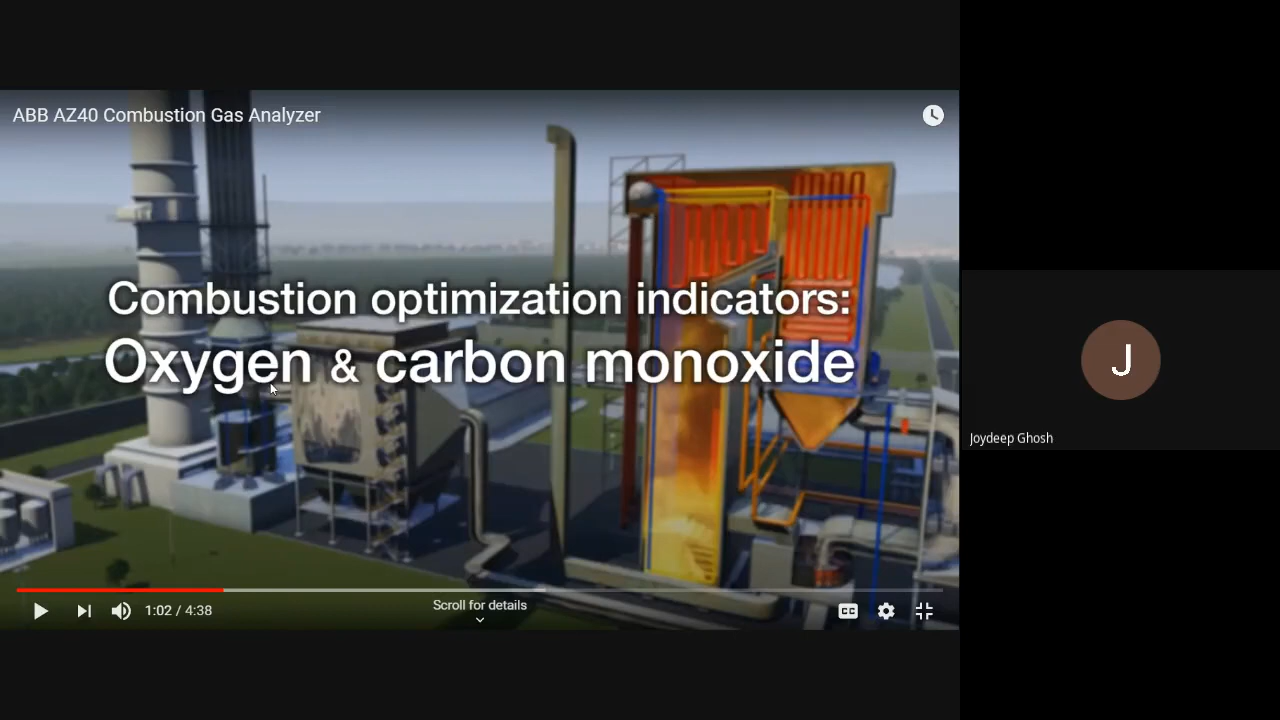 ABB AZ40 Combustion Gas Analyzer
Combustion optimization indicators:
Oxygen & carbon monoxide
J
Joydeep Ghosh
1:02 / 4:38
Scroll for details
CC